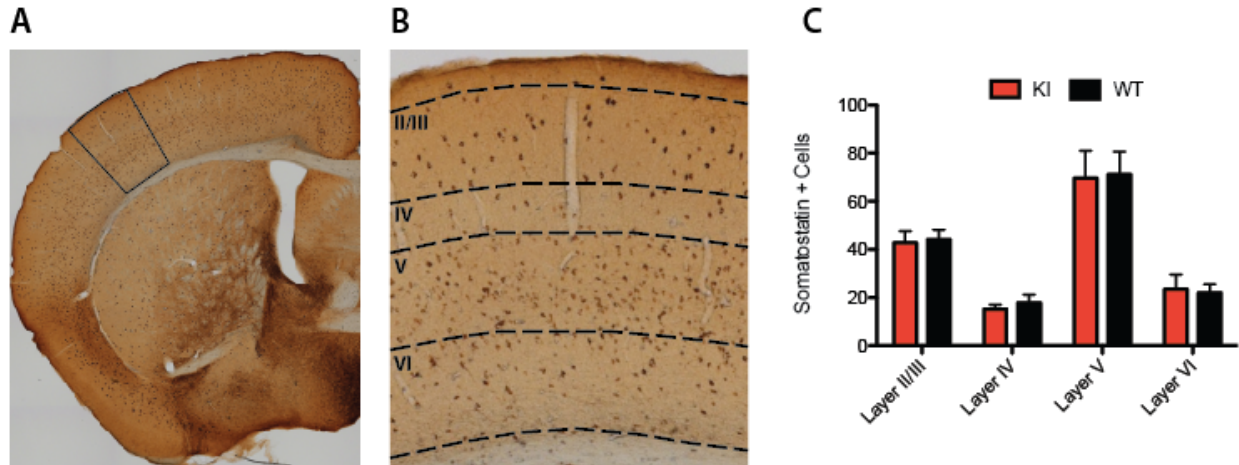 A
B
C
II/III
IV
V
VI
KI
WT
Somatostatin + Cells
100
80
60
40
20
0
Layer II/III
Layer IV
Layer V
Layer VI